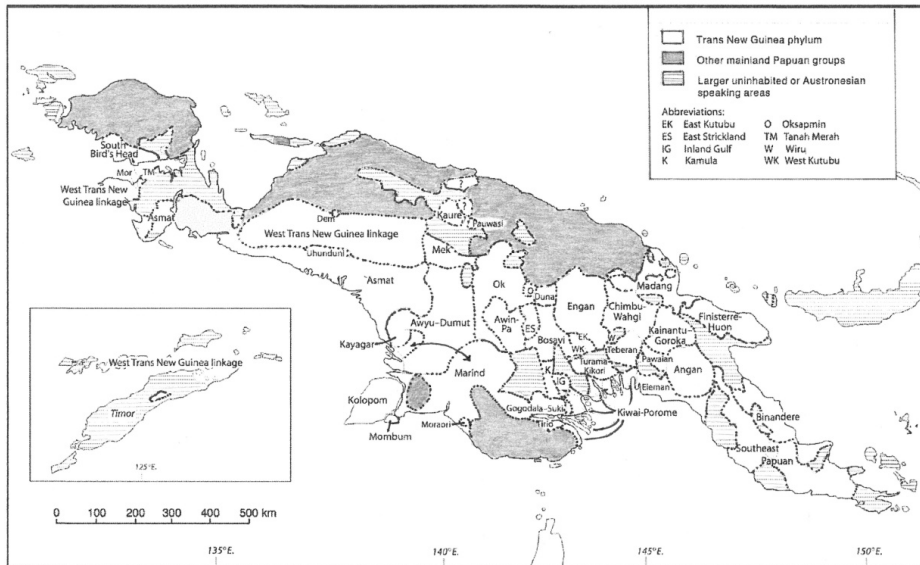 Trans New Guinea phylum
Other mainland Papuan groups
Larger uninhabited or Austronesian
speaking areas
Abbreviations:
EK East Kutubu O Oksapmin
ES East Strickland TM Tanah Merah
IG Inland Gulf W Wiru
K Kamula WK West Kutubu
South
Bird's Head
Mor TM
West Trans New
Guinea linkage
Asmat
Dem
West Trans New Guinea linkage
Uhunduni
Kaure
Pauwasi
Mek
Asmat
Ok
O
Duna
Engan
Chimbu-
Wahgi
Madang
Finisterre-
Huon
Kainantu-
Goroka
Awyu-Dumut
Awin-
Pa
ES
Bosavi
EK
WK
W
Teberan
Pawaian
Angan
Kayagar
Marind
K
IG
Turama
Kikori
Eleman
Kolopom
Gogodala-Suki
Tirio
Kiwai-Porome
Moraori
Mombum
Binandere
Southeast
Papuan
West Trans New Guinea linkage
Timor
125°E.
0 100 200 300 400 500 km
135°E. 140°E. 145°E. 150°E.